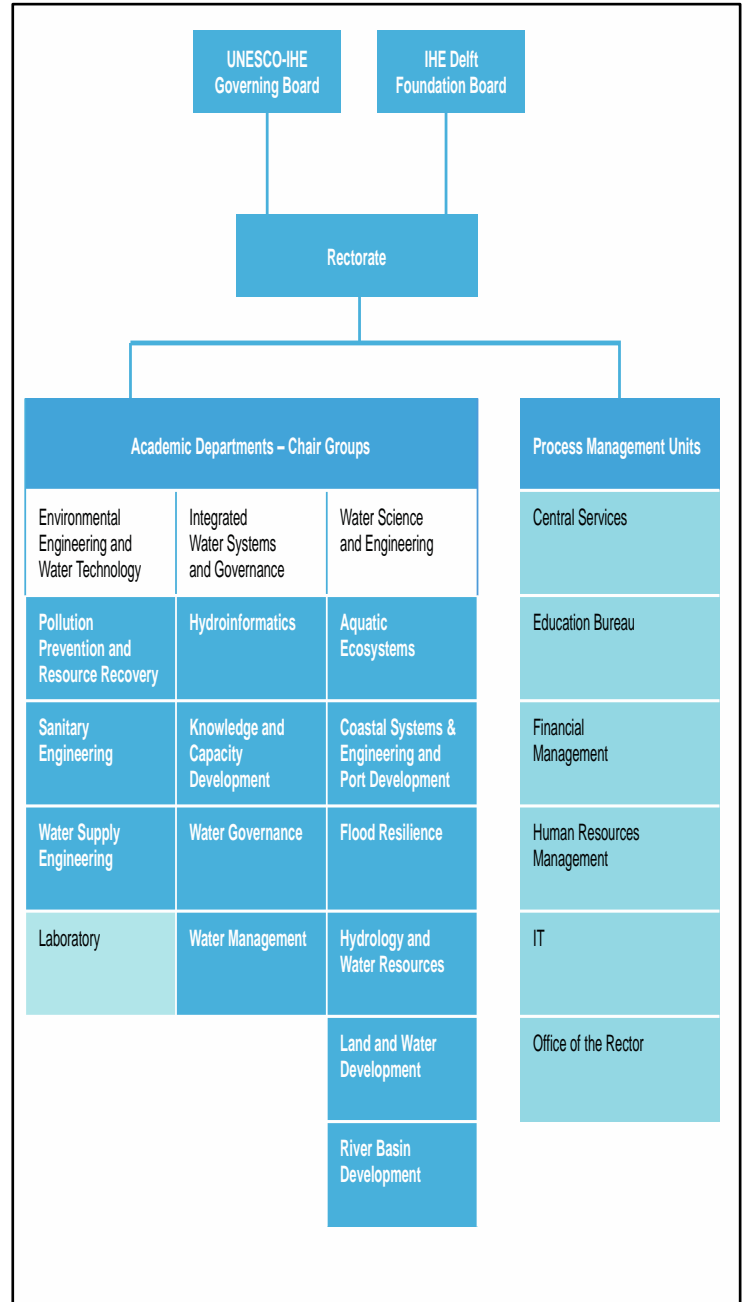 UNESCO-IHE
Governing Board
IHE Delft
Foundation Board
Rectorate
Academic Departments – Chair Groups
Environmental
Engineering and
Water Technology
Integrated
Water Systems
and Governance
Water Science
and Engineering
Pollution
Prevention and
Resource Recovery
Hydroinformatics
Aquatic
Ecosystems
Sanitary
Engineering
Knowledge and
Capacity
Development
Coastal Systems &
Engineering and
Port Development
Water Supply
Engineering
Water Governance
Flood Resilience
Laboratory
Water Management
Hydrology and
Water Resources
Land and Water
Development
River Basin
Development
Process Management Units
Central Services
Education Bureau
Financial
Management
Human Resources
Management
IT
Office of the Rector